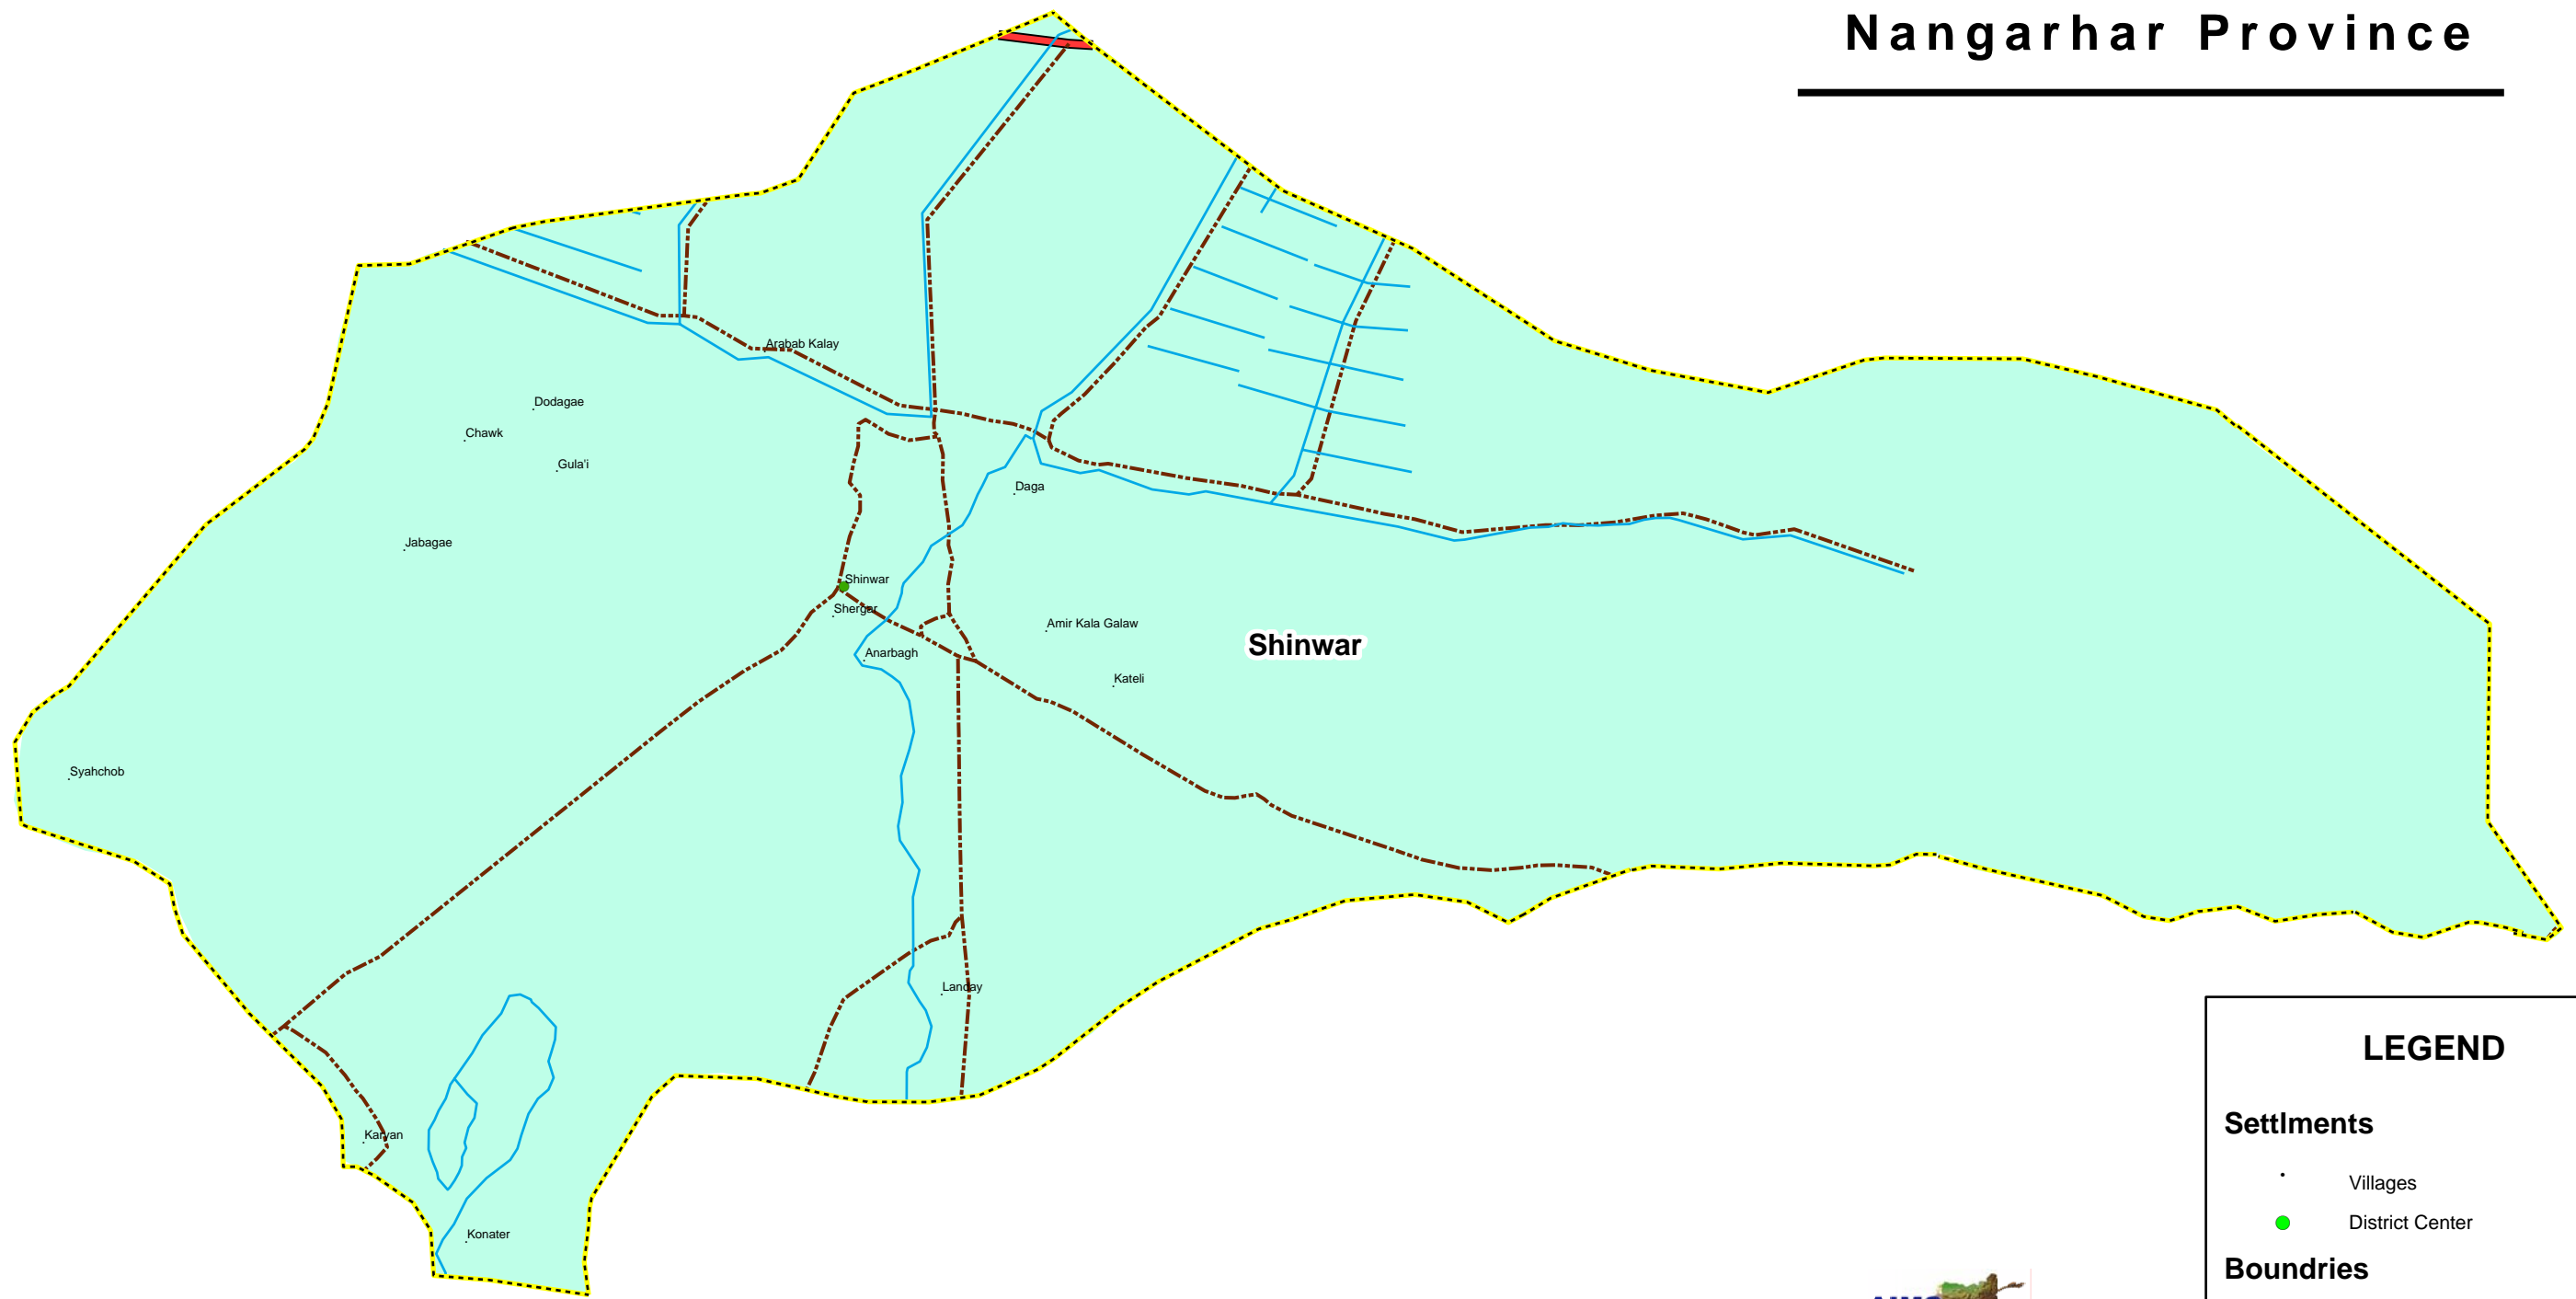 Nangarhar Province
Arabab Kalay
Dodagae
Chawk
Gula'i
Daga
Jabagae
Shinwar
Shergar
Amir Kala Galaw
Shinwar
Anarbagh
Kateli
Syahchob
Landay
LEGEND
Settlments
Karyan
Villages
District Center
Konater
Boundries